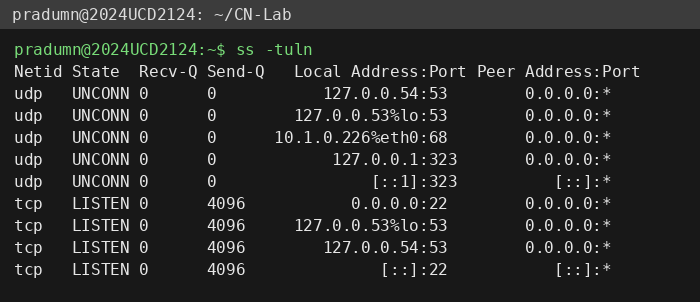 pradumn@2024UCD2124: ~/CN-Lab
pradumn@2024UCD2124:~$ ss -tuln
Netid State  Recv-Q Send-Q   Local Address:Port Peer Address:Port
udp   UNCONN 0      0           127.0.0.54:53        0.0.0.0:*
udp   UNCONN 0      0        127.0.0.53%lo:53        0.0.0.0:*
udp   UNCONN 0      0      10.1.0.226%eth0:68        0.0.0.0:*
udp   UNCONN 0      0            127.0.0.1:323       0.0.0.0:*
udp   UNCONN 0      0                [::1]:323          [::]:*
tcp   LISTEN 0      4096           0.0.0.0:22        0.0.0.0:*
tcp   LISTEN 0      4096     127.0.0.53%lo:53        0.0.0.0:*
tcp   LISTEN 0      4096        127.0.0.54:53        0.0.0.0:*
tcp   LISTEN 0      4096              [::]:22           [::]:*